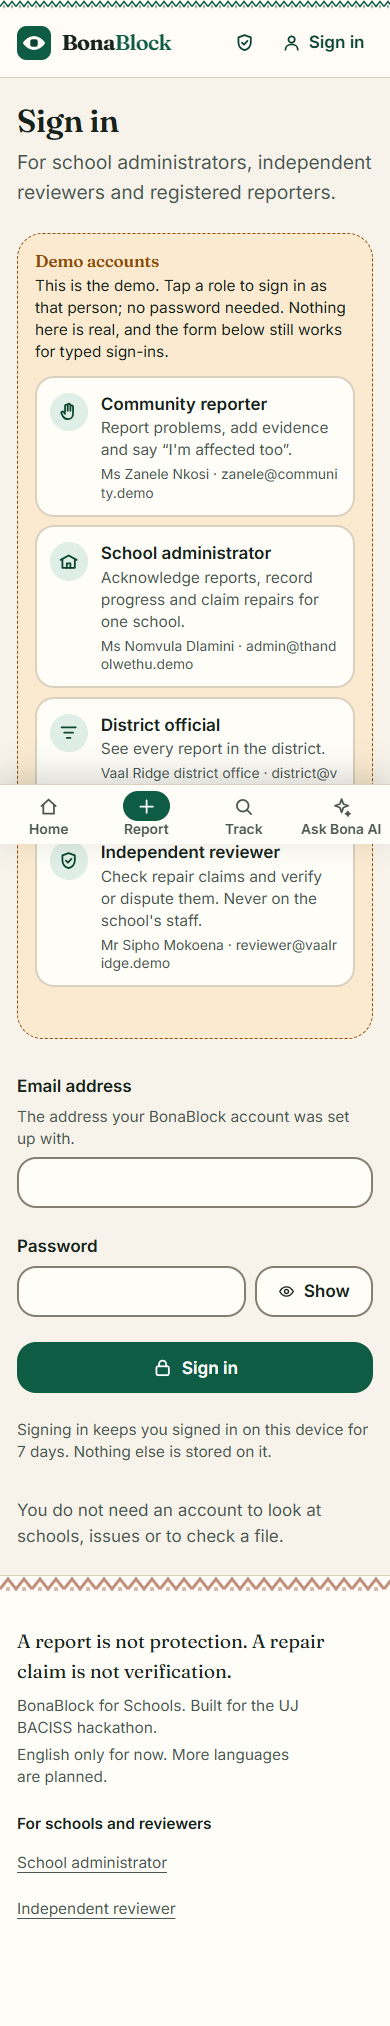 BonaBlock
Sign in
Sign in
For school administrators, independent
reviewers and registered reporters.
Demo accounts
This is the demo. Tap a role to sign in as
that person; no password needed. Nothing
here is real, and the form below still works
for typed sign-ins.
Community reporter
Report problems, add evidence
and say “I'm affected too”.
Ms Zanele Nkosi · zanele@communi
ty.demo
School administrator
Acknowledge reports, record
progress and claim repairs for
one school.
Ms Nomvula Dlamini · admin@thand
olwethu.demo
District official
See every report in the district.
Vaal Ridge district office · district@v
Home
Report
Track
Ask Bona AI
Independent reviewer
Check repair claims and verify
or dispute them. Never on the
school's staff.
Mr Sipho Mokoena · reviewer@vaalr
idge.demo
Email address
The address your BonaBlock account was set
up with.
Password
Show
Sign in
Signing in keeps you signed in on this device for
7 days. Nothing else is stored on it.
You do not need an account to look at
schools, issues or to check a file.
A report is not protection. A repair
claim is not verification.
BonaBlock for Schools. Built for the UJ
BACISS hackathon.
English only for now. More languages
are planned.
For schools and reviewers
School administrator
Independent reviewer